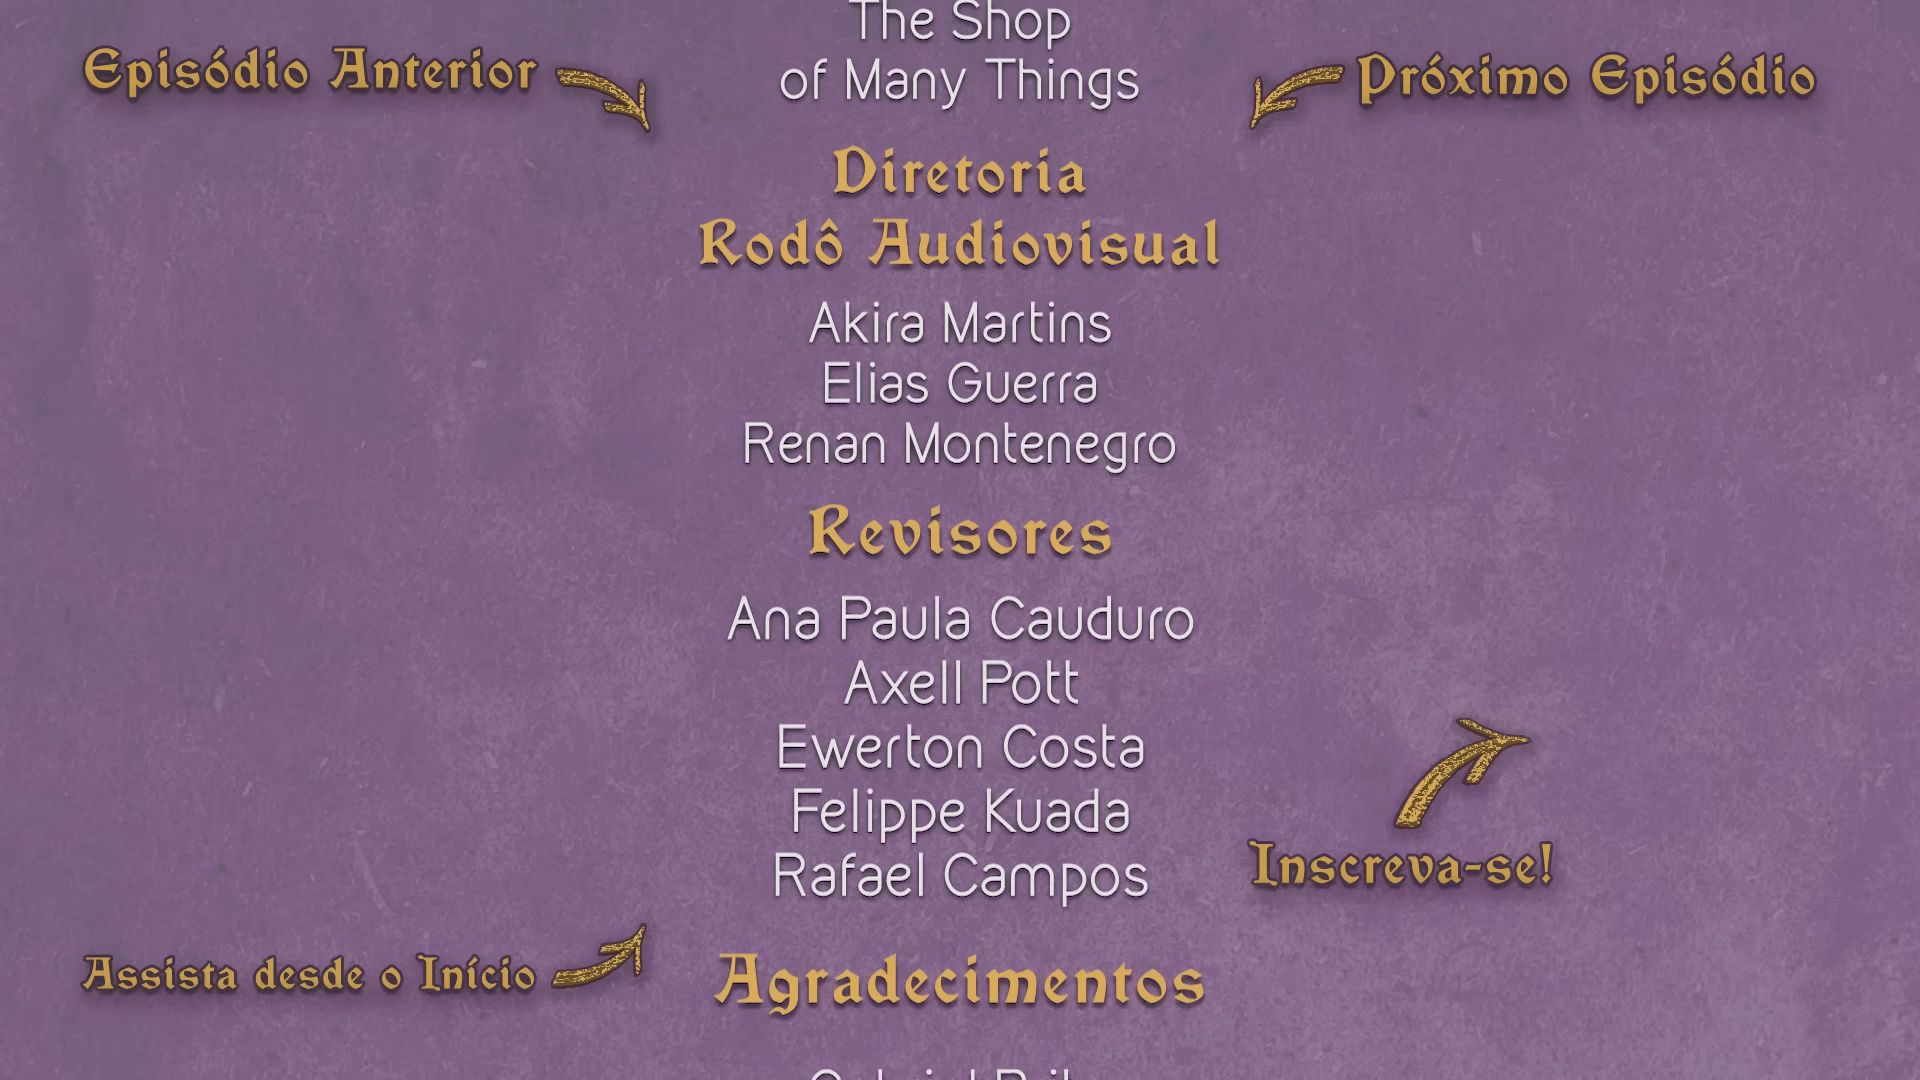 The Shop
of Many Things
Episódio Anterior
Próximo Episódio
Diretoria
Rodô Audiovisual
Akira Martins
Elias Guerra
Renan Montenegro
Revisores
Ana Paula Cauduro
Axell Pott
Ewerton Costa
Felippe Kuada
Rafael Campos
Inscreva-se!
Assista desde o Início
Agradecimentos